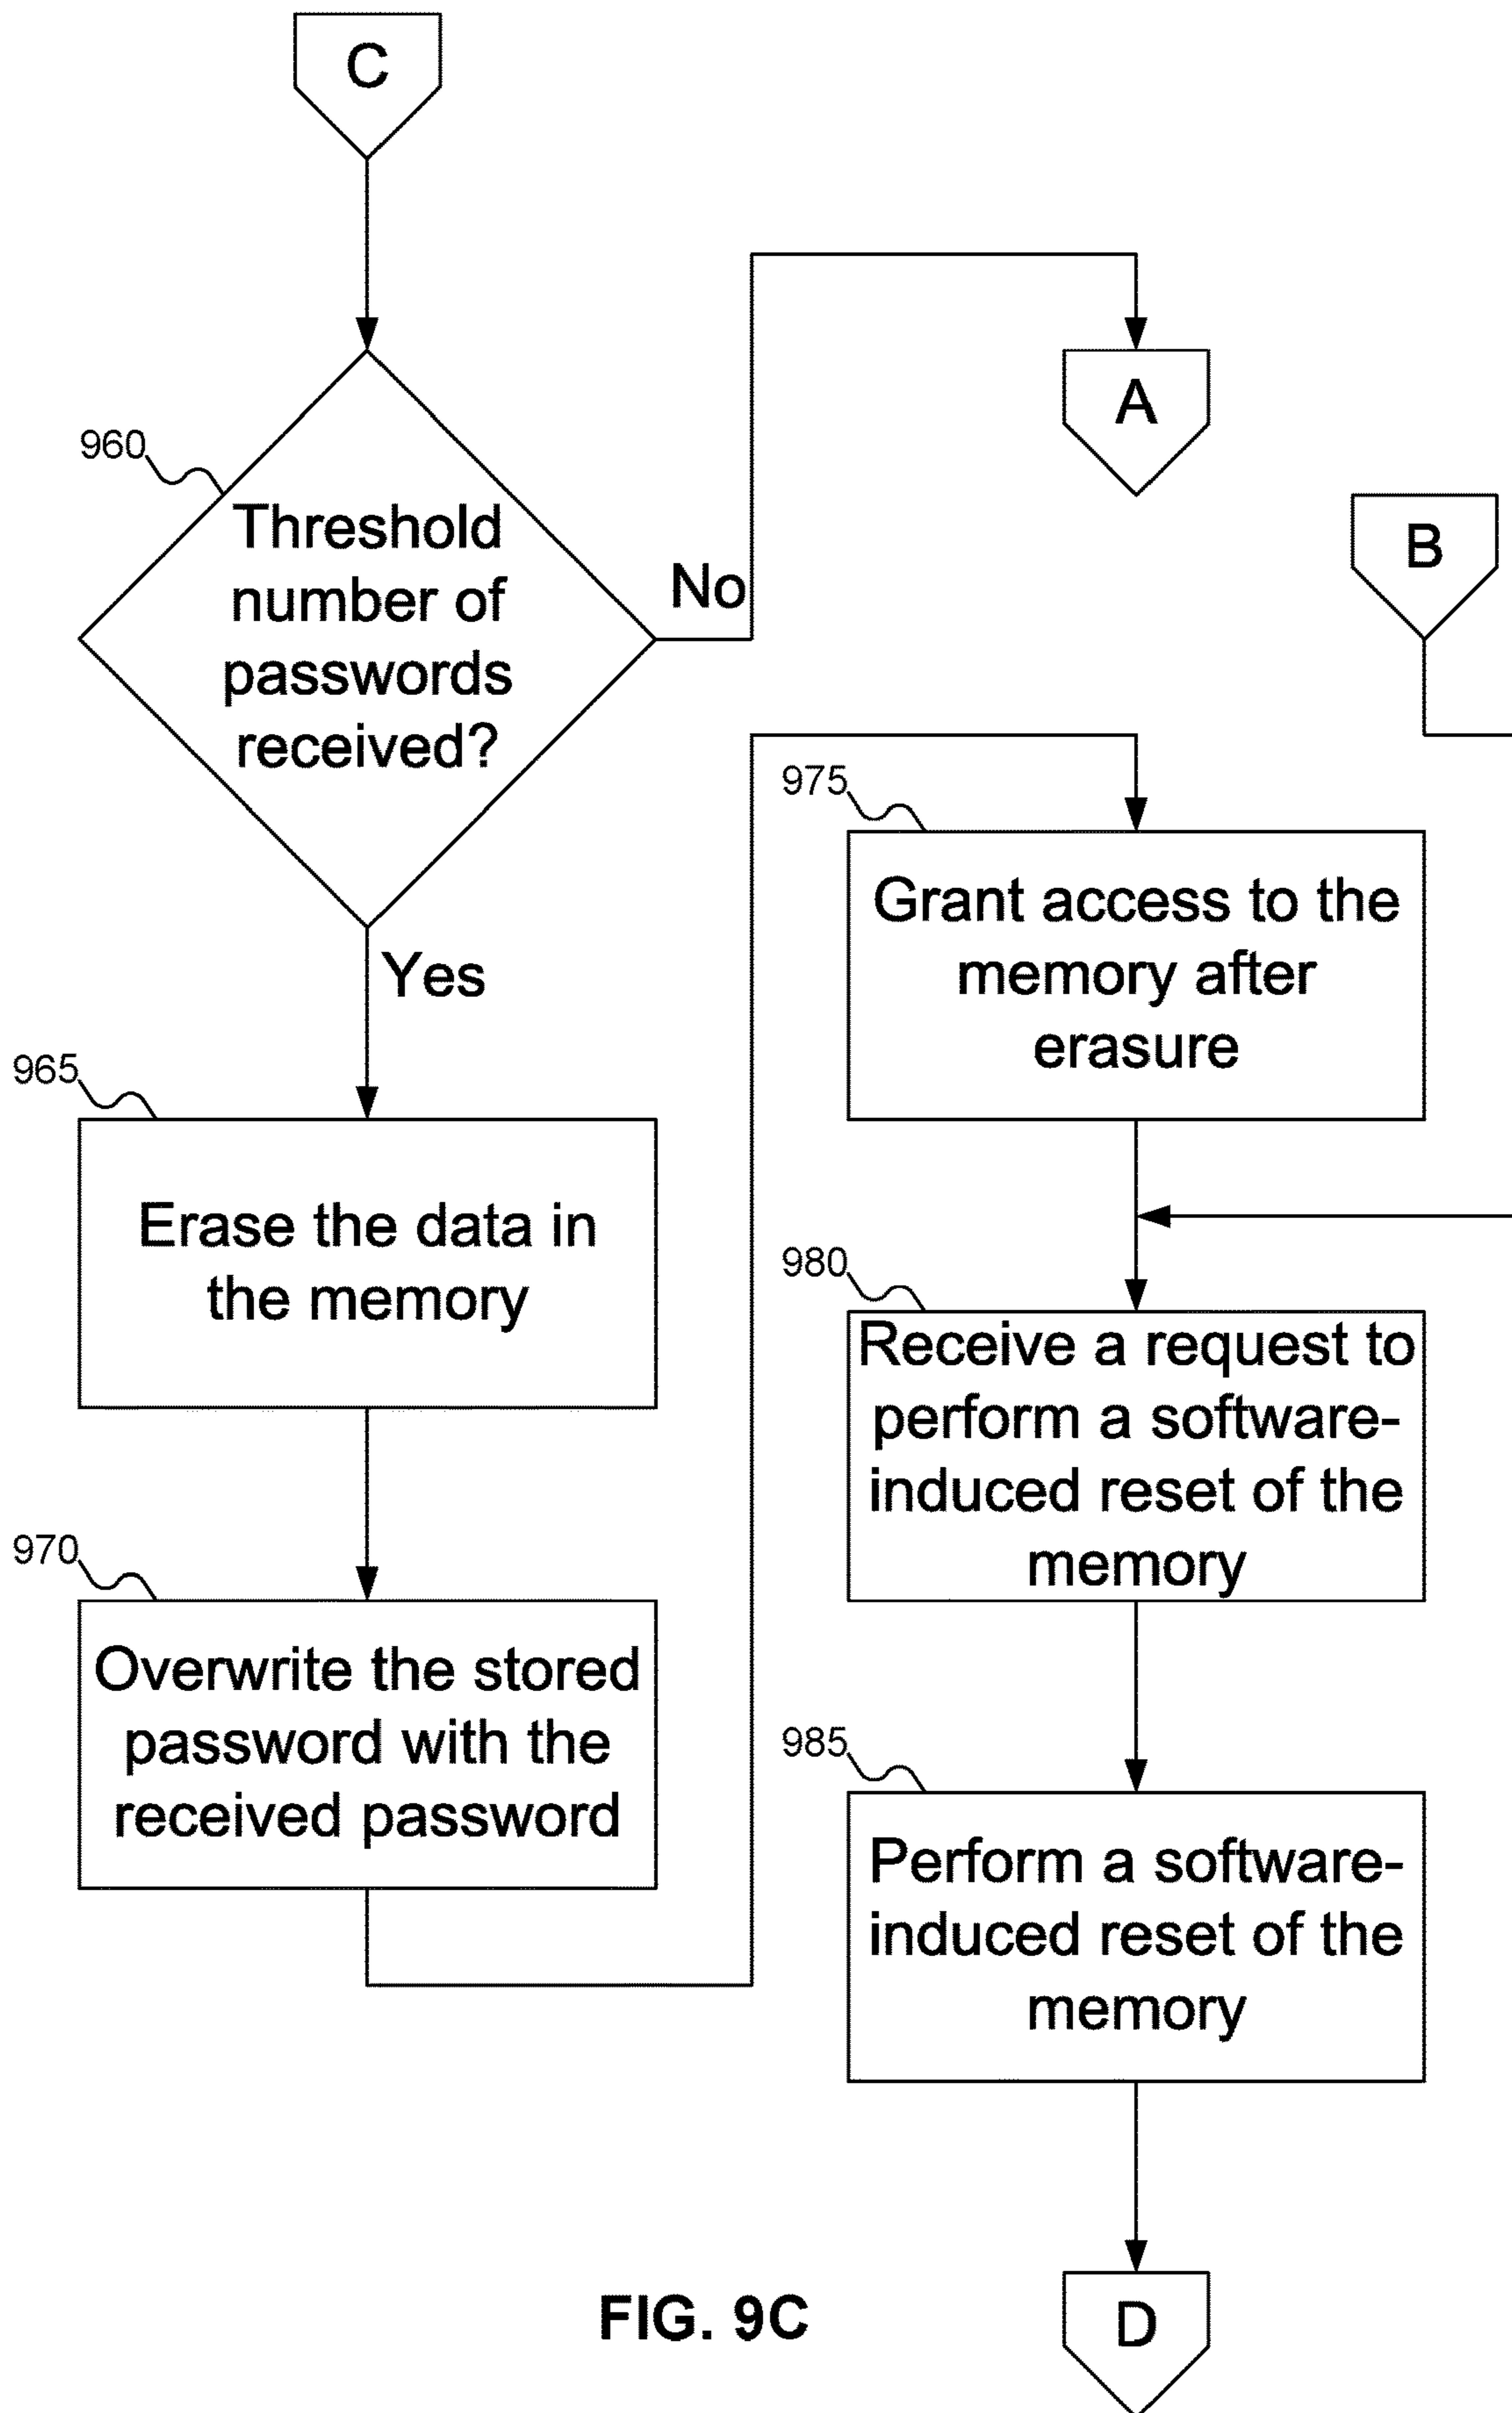 C
960
Threshold
number of
passwords
received?
No
Yes
A
B
965
Erase the data in
the memory
970
Overwrite the stored
password with the
received password
975
Grant access to the
memory after
erasure
980
Receive a request to
perform a software-
induced reset of the
memory
985
Perform a software-
induced reset of the
memory
D
FIG. 9C